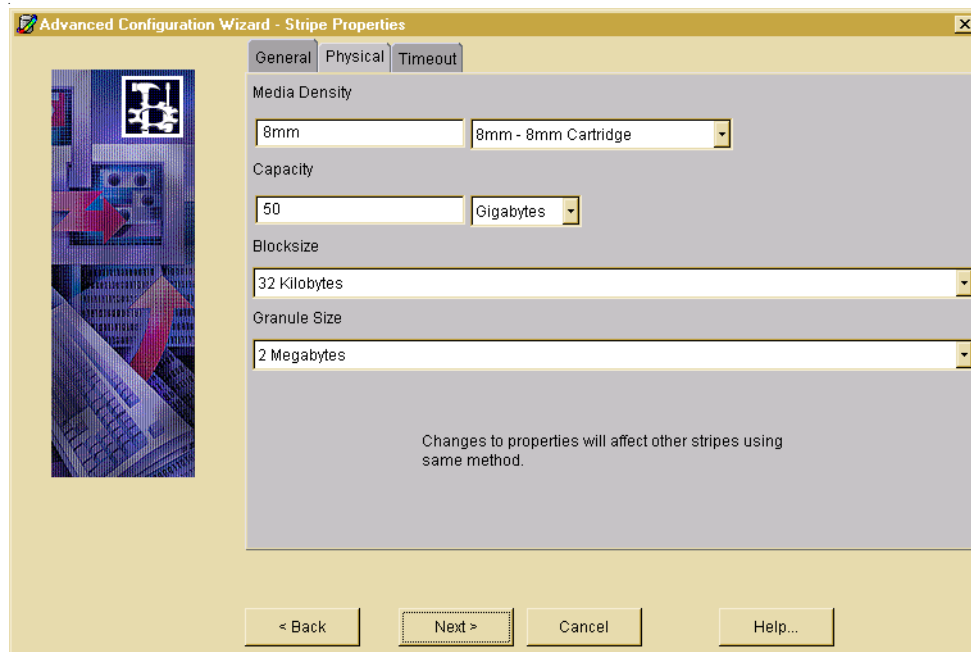 Advanced Configuration Wizard - Stripe Properties
General Physical Timeout
Media Density
8mm 8mm - 8mm Cartridge
Capacity
50 Gigabytes
Blocksize
32 Kilobytes
Granule Size
2 Megabytes
Changes to properties will affect other stripes using
same method.
< Back Next > Cancel Help...